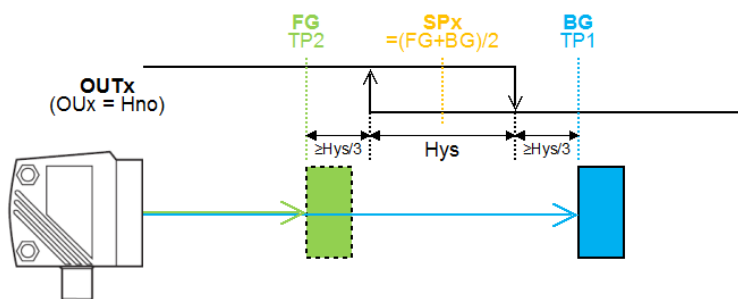 FG
TP2
SPx
=(FG+BG)/2
BG
TP1
OUTx
(OUx = Hno)
≥Hys/3
Hys
≥Hys/3